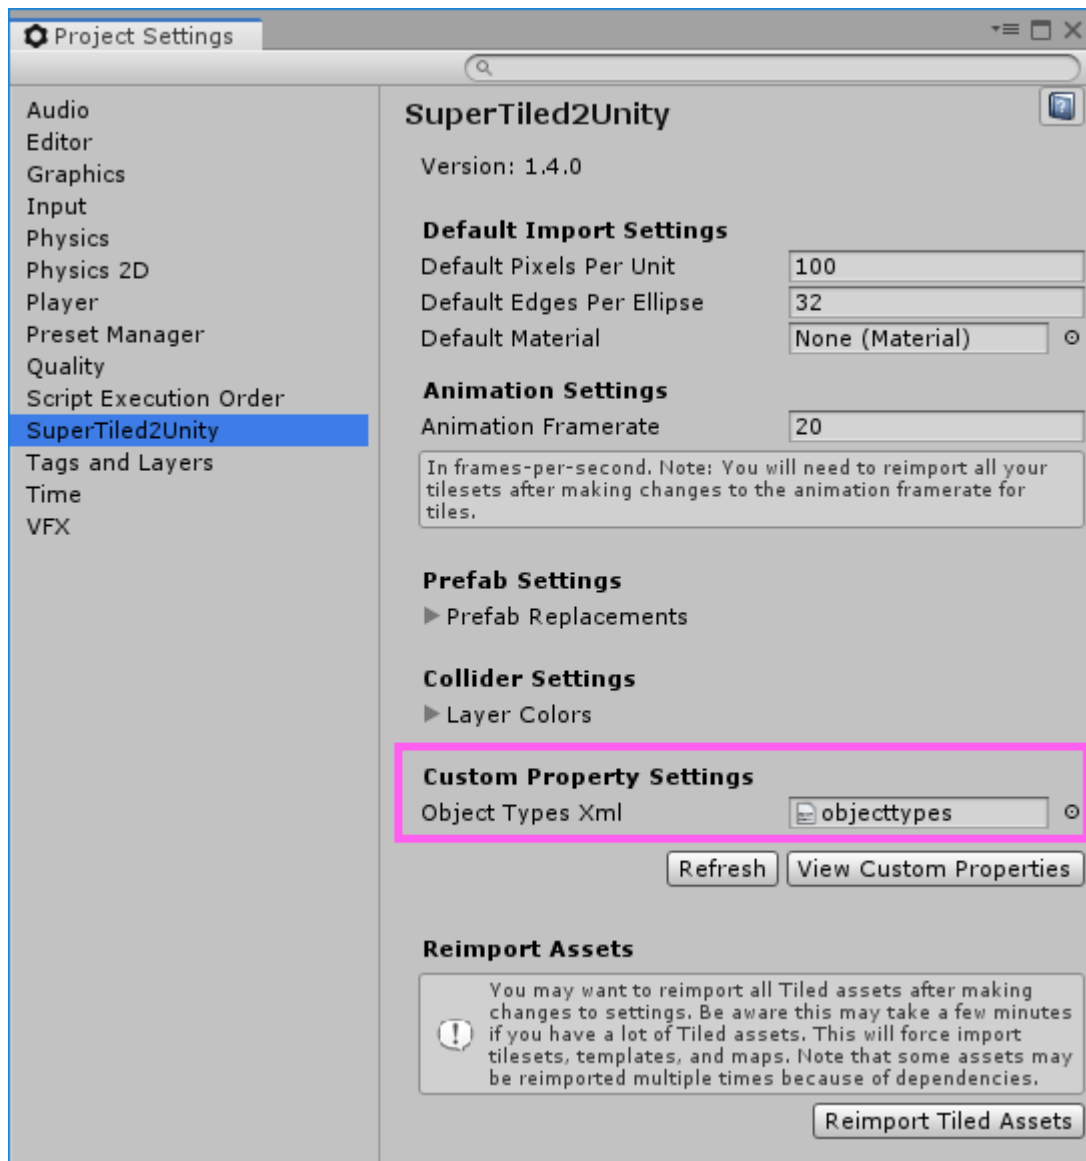 Project Settings
Audio
Editor
Graphics
Input
Physics
Physics 2D
Player
Preset Manager
Quality
Script Execution Order
SuperTiled2Unity
Tags and Layers
Time
VFX
SuperTiled2Unity
Version: 1.4.0
Default Import Settings
Default Pixels Per Unit 100
Default Edges Per Ellipse 32
Default Material None (Material)
Animation Settings
Animation Framerate 20
In frames-per-second. Note: You will need to reimport all your
tilesets after making changes to the animation framerate for
tiles.
Prefab Settings
Prefab Replacements
Collider Settings
Layer Colors
Custom Property Settings
Object Types Xml objecttypes
Refresh View Custom Properties
Reimport Assets
You may want to reimport all Tiled assets after making
changes to settings. Be aware this may take a few minutes
if you have a lot of Tiled assets. This will force import
tilesets, templates, and maps. Note that some assets may
be reimported multiple times because of dependencies.
Reimport Tiled Assets